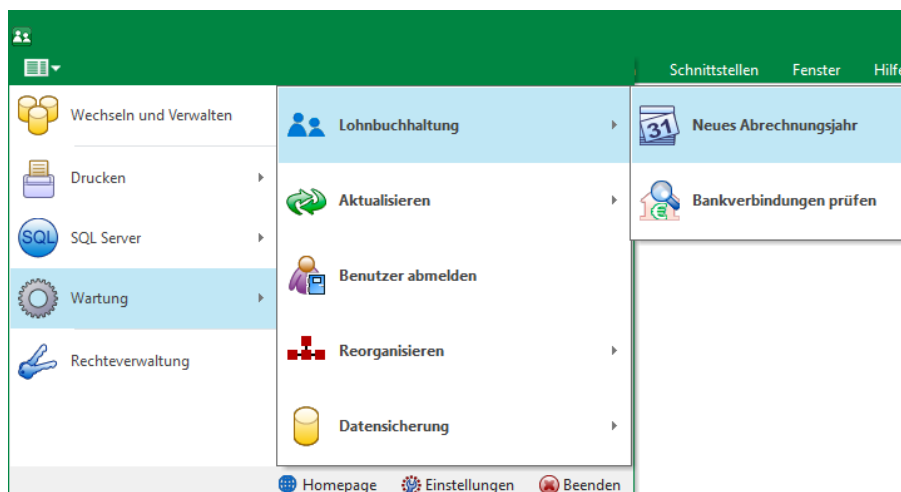 Schnittstellen Fenster Hilfe
Wechseln und Verwalten
Drucken
SQL
SQL Server
Wartung
Rechteverwaltung
Lohnbuchhaltung
Aktualisieren
Benutzer abmelden
Reorganisieren
Datensicherung
31
Neues Abrechnungsjahr
€
Bankverbindungen prüfen
Homepage Einstellungen Beenden